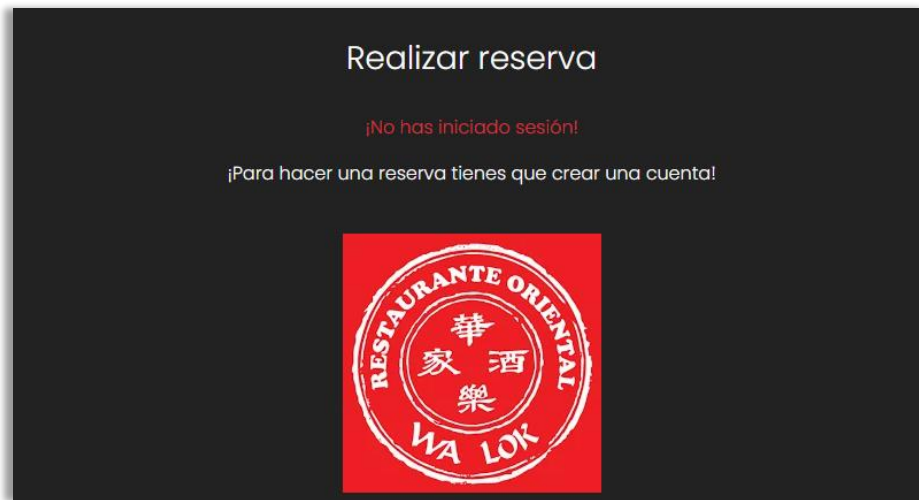 Realizar reserva
¡No has iniciado sesión!
¡Para hacer una reserva tienes que crear una cuenta!
RESTAURANTE ORIENTAL
華
家 酒
樂
WA LOK